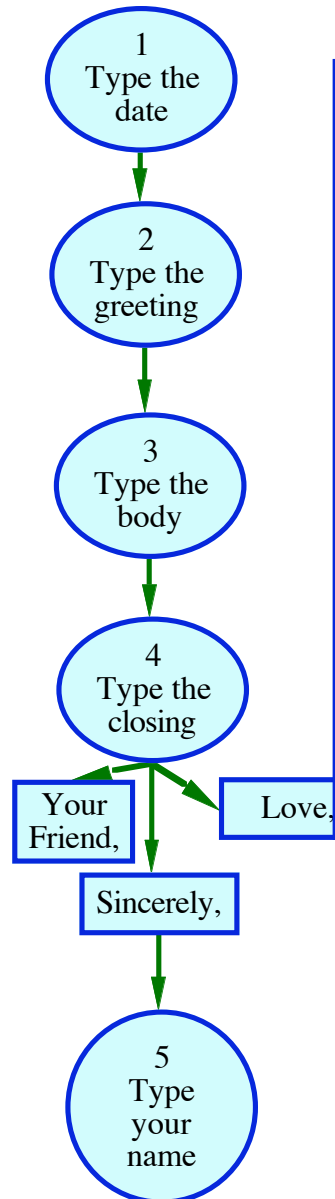 1
Type the
date
2
Type the
greeting
3
Type the
body
4
Type the
closing
Your
Friend,
Love,
Sincerely,
5
Type
your
name